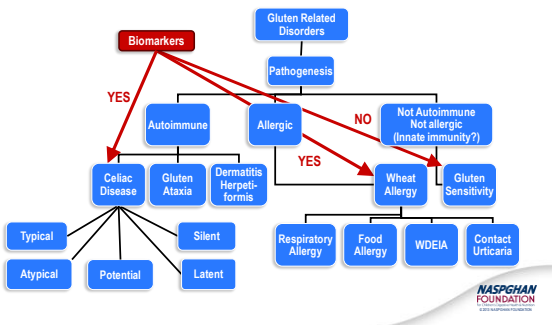 Gluten Related
Disorders
Biomarkers
Pathogenesis
YES
Autoimmune
Allergic
NO
Not Autoimmune
Not allergic
(Innate immunity?)
YES
Celiac
Disease
Gluten
Ataxia
Dermatitis
Herpeti-
formis
Wheat
Allergy
Gluten
Sensitivity
Typical
Silent
Atypical
Potential
Latent
Respiratory
Allergy
Food
Allergy
WDEIA
Contact
Urticaria
NASPGHAN
FOUNDATION